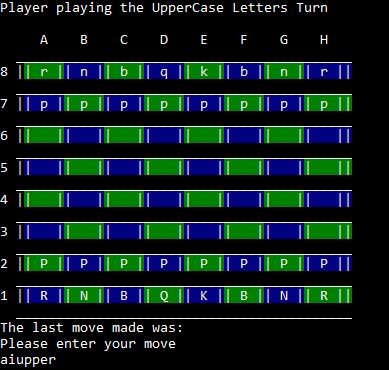 Player playing the UpperCase Letters Turn
A B C D E F G H
8 | r || n || b || q || k || b || n || r ||
7 | p || p || p || p || p || p || p || p ||
6 | || || || || || || || ||
5 | || || || || || || || ||
4 | || || || || || || || ||
3 | || || || || || || || ||
2 | P || P || P || P || P || P || P || P ||
1 | R || N || B || Q || K || B || N || R ||
The last move made was:
Please enter your move
aiupper